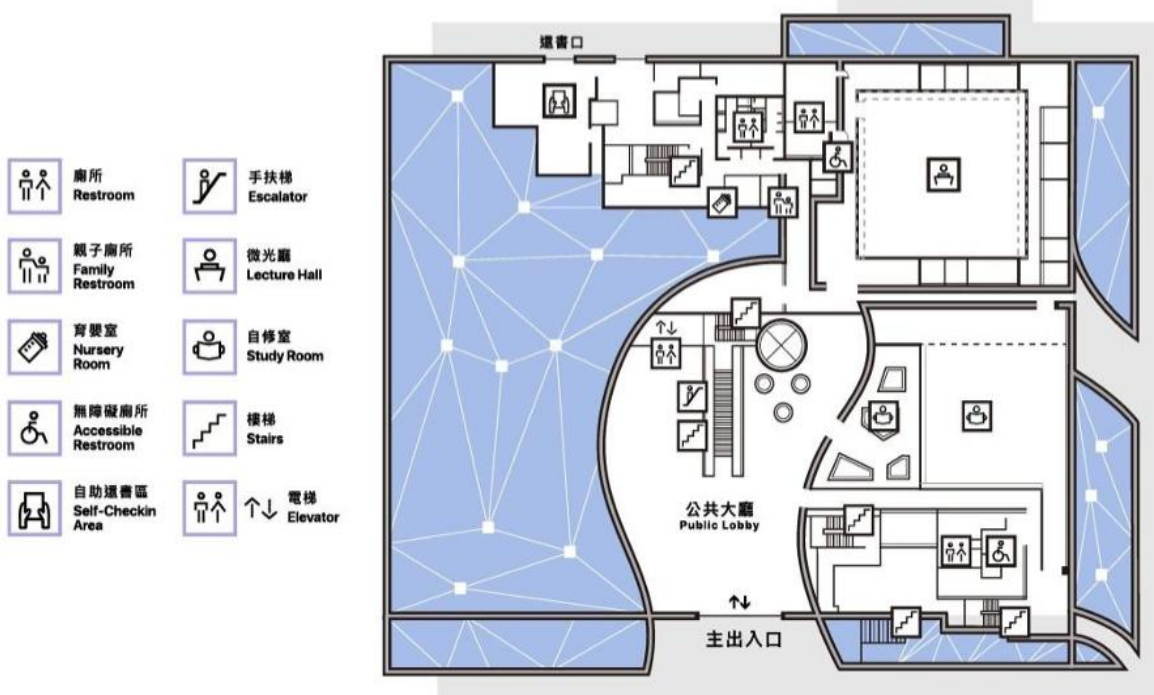 廁所
Restroom
親子廁所
Family
Restroom
育嬰室
Nursery
Room
無障礙廁所
Accessible
Restroom
自助還書區
Self-Checkin
Area
手扶梯
Escalator
微光廳
Lecture Hall
自修室
Study Room
樓梯
Stairs
電梯
Elevator
還書口
公共大廳
Public Lobby
主出入口